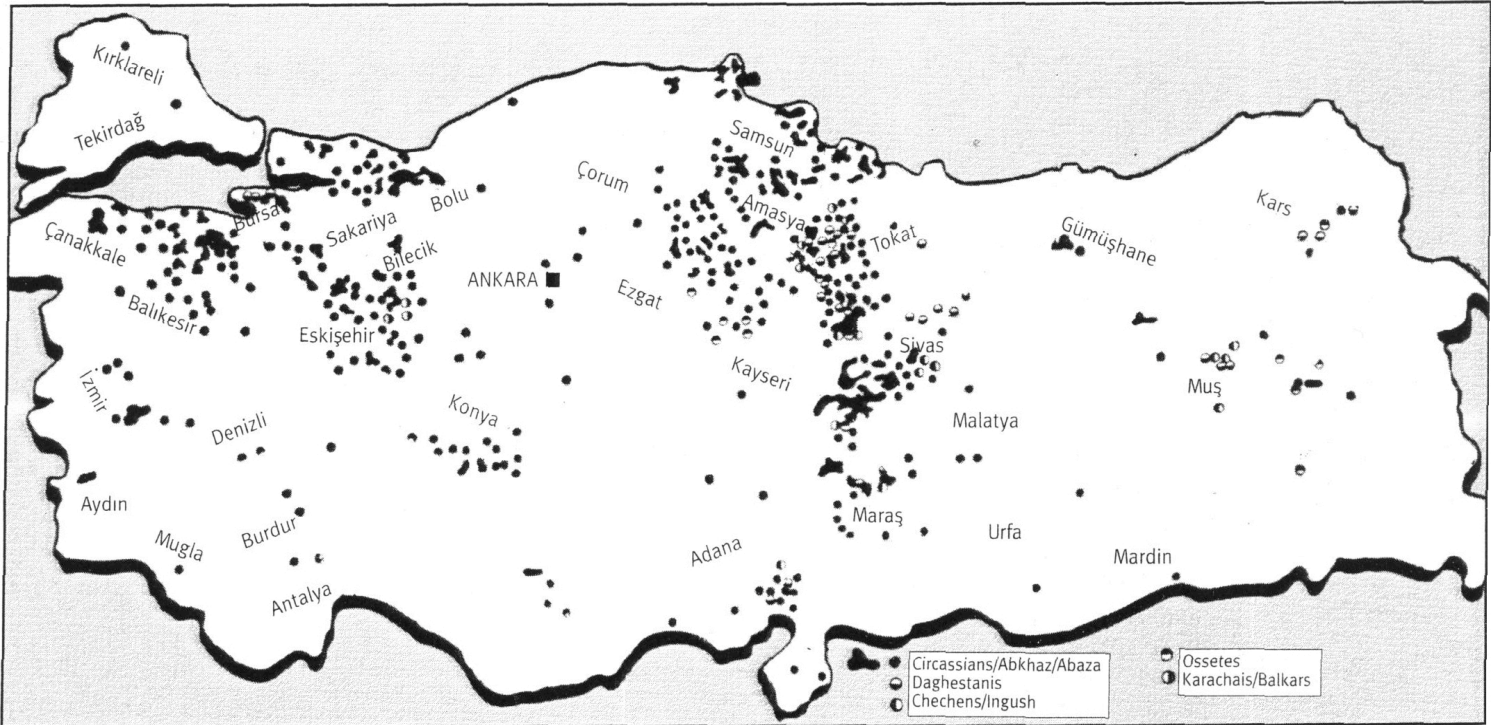 Kırklareli
Tekirdağ
Çanakkale
Bursa
Sakariya
Bolu
Bilecik
Balıkesır
Eskişehir
ANKARA
Çorum
Samsun
Amasya
Tokat
Ezgat
Kayseri
Sivas
Gümüşhane
Kars
Muş
Malatya
İzmir
Denizli
Konya
Aydın
Mugla
Burdur
Antalya
Adana
Maraş
Urfa
Mardin
Circassians/Abkhaz/Abaza
Daghestanis
Chechens/Ingush
Ossetes
Karachais/Balkars